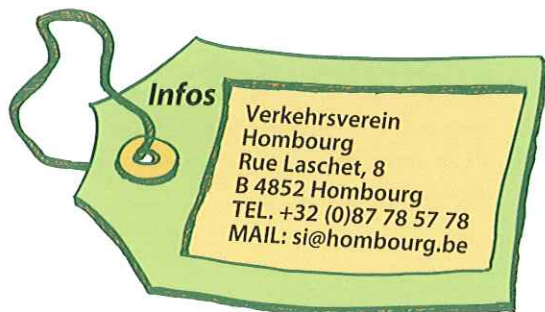 Infos
Verkehrsverein
Hombourg
Rue Laschet, 8
B 4852 Hombourg
TEL. +32 (0)87 78 57 78
MAIL: si@hombourg.be